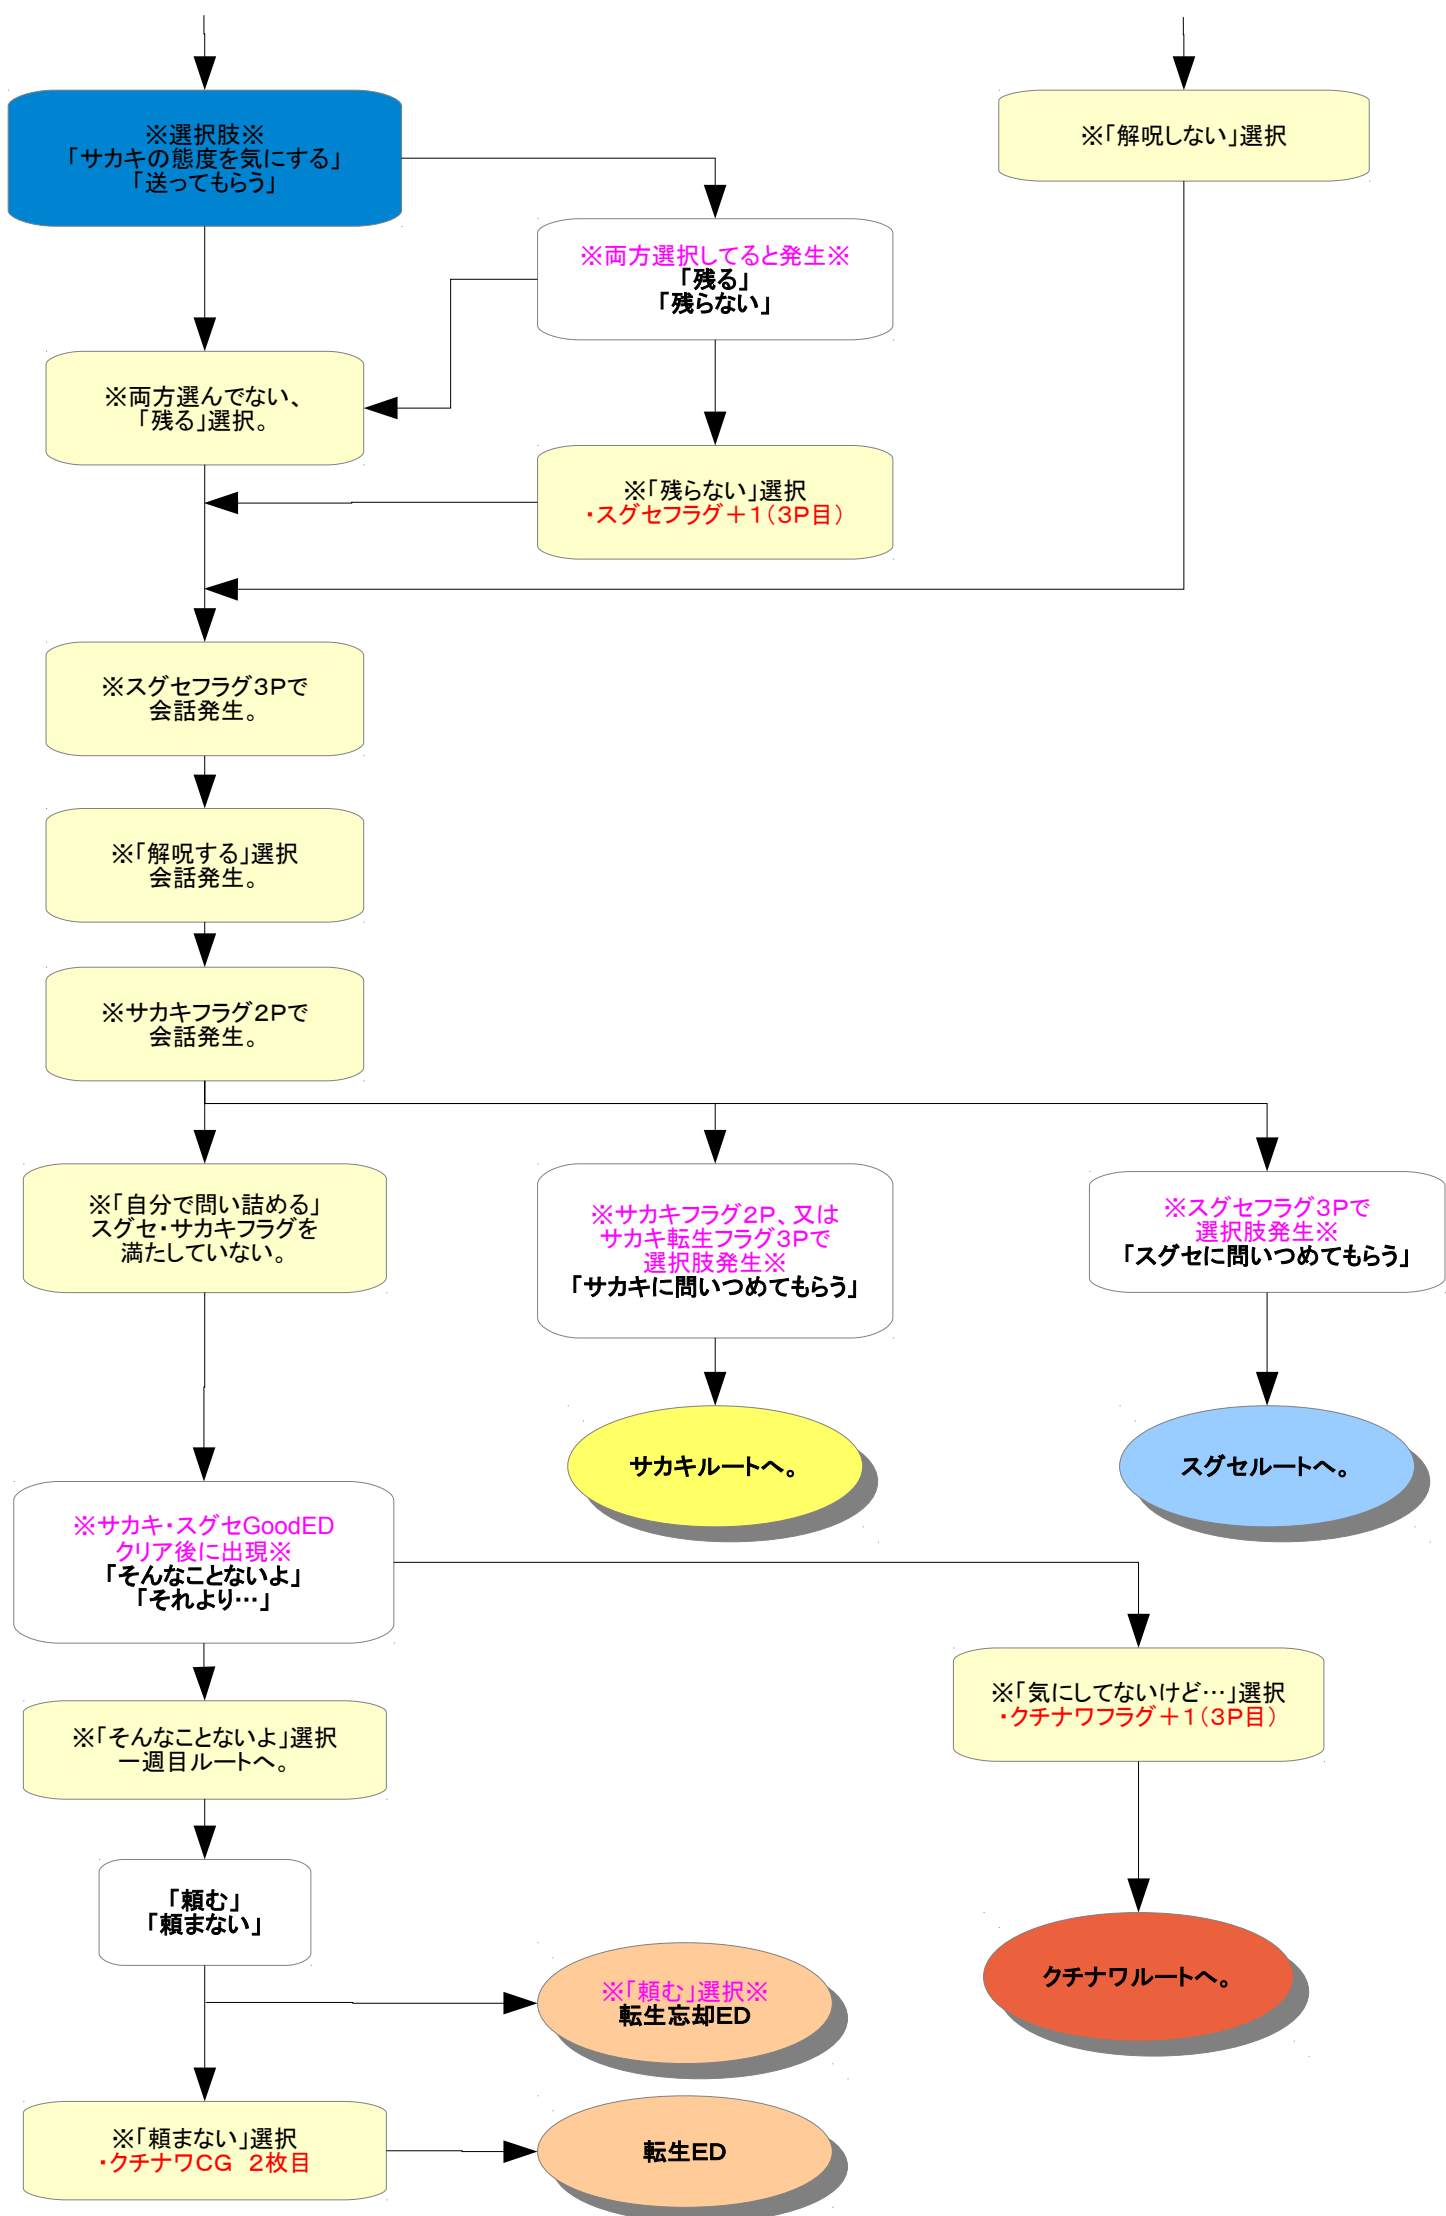 ※選択肢※
「サカキの態度を気にする」
「送ってもらう」
※「解呪しない」選択
※両方選択してると発生※
「残る」
「残らない」
※両方選んでない、
「残る」選択。
※「残らない」選択
・スグセフラグ＋１（３Ｐ目）
※スグセフラグ３Ｐで
会話発生。
※「解呪する」選択
会話発生。
※サカキフラグ２Ｐで
会話発生。
※「自分で問い詰める」
スグセ・サカキフラグを
満たしていない。
※サカキフラグ２Ｐ、又は
サカキ転生フラグ３Ｐで
選択肢発生※
「サカキに問いつめてもらう」
※スグセフラグ３Ｐで
選択肢発生※
「スグセに問いつめてもらう」
サカキルートへ。
スグセルートへ。
※サカキ・スグセGoodED
クリア後に出現※
「そんなことないよ」
「それより…」
※「気にしてないけど…」選択
・クチナワフラグ＋１（３Ｐ目）
※「そんなことないよ」選択
一週目ルートへ。
「頼む」
「頼まない」
クチナワルートへ。
※「頼む」選択※
転生忘却ＥＤ
※「頼まない」選択
・クチナワＣＧ　２枚目
転生ＥＤ